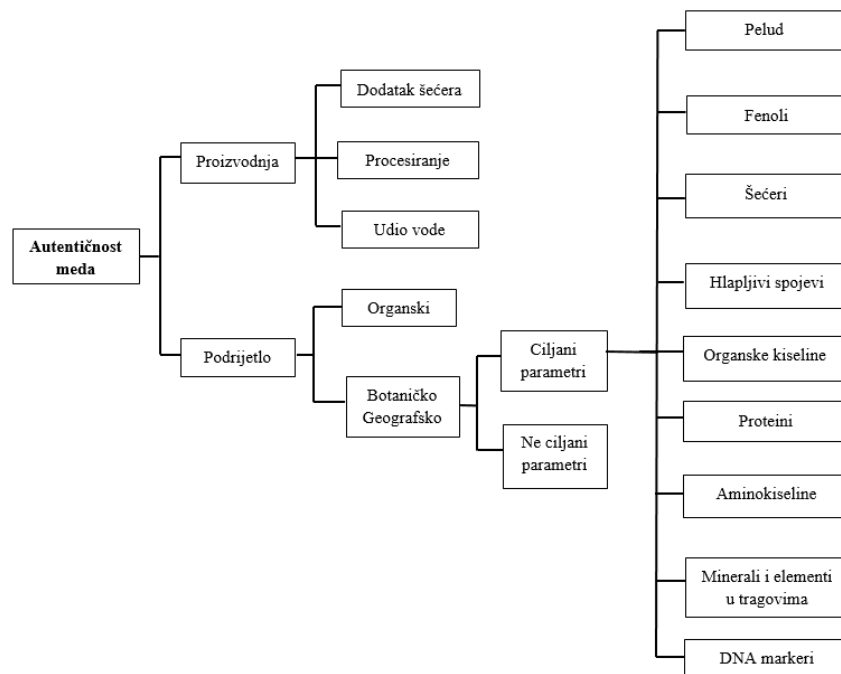 Autentičnost
meda
Proizvodnja
Dodatak šećera
Procesiranje
Udio vode
Podrijetlo
Organski
Botaničko
Geografsko
Ciljani
parametri
Ne ciljani
parametri
Pelud
Fenoli
Šećeri
Hlapljivi spojevi
Organske kiseline
Proteini
Aminokiseline
Minerali i elementi
u tragovima
DNA markeri